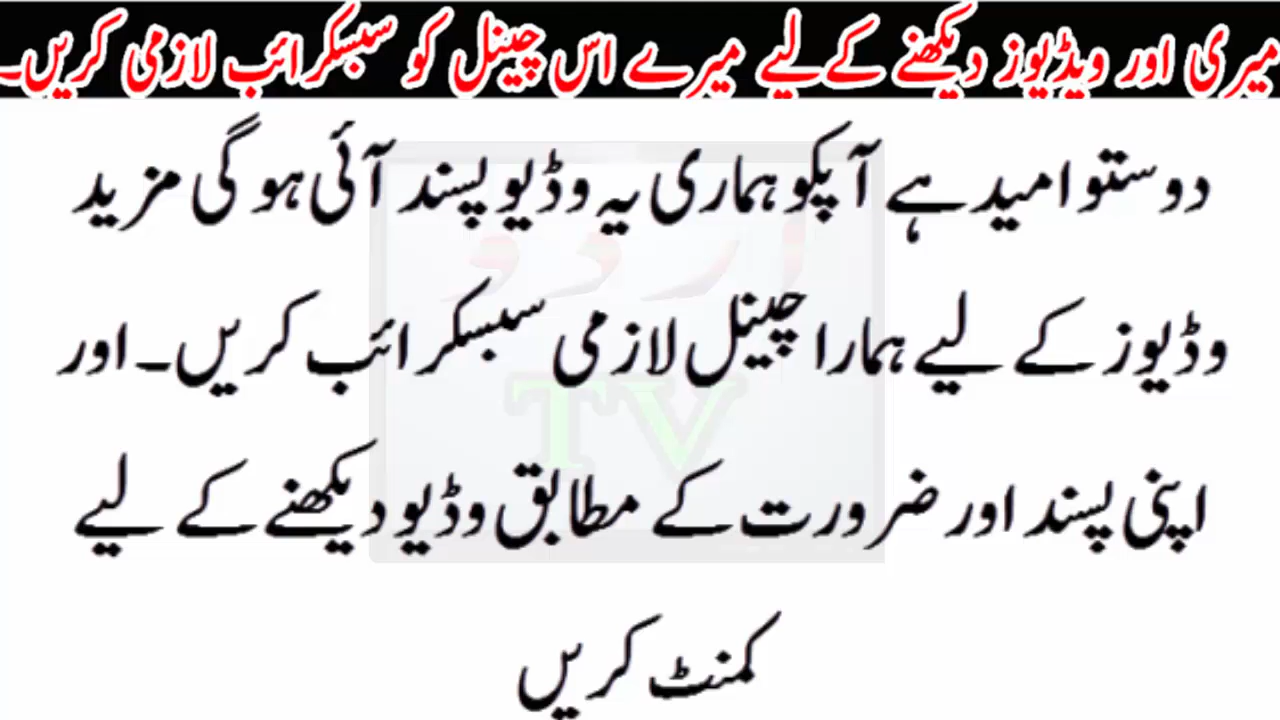 میری اور ویڈیوز دیکھنے کے لیے میرے اس چینل کو سبسکرائب لازمی کریں۔
دوستو امید ہے آپکو ہماری یہ وڈیو پسند آئی ہو گی مزید
وڈیوز کے لیے ہمارا چینل لازمی سبسکرائب کریں۔ اور
اپنی پسند اور ضرورت کے مطابق وڈیو دیکھنے کے لیے
کمنٹ کریں
اردو
TV